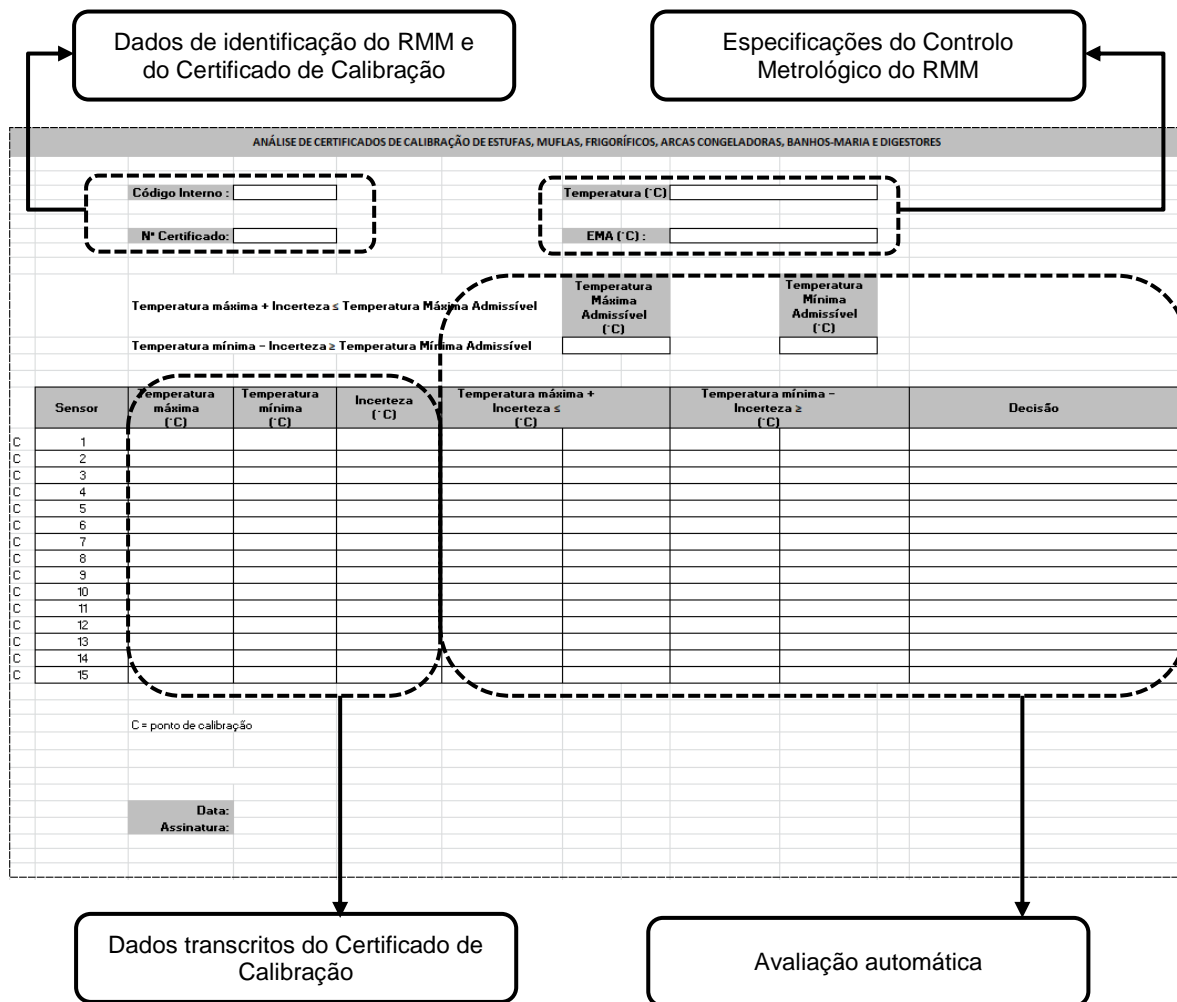 Dados de identificação do RMM e
do Certificado de Calibração
Especificações do Controlo
Metrológico do RMM
ANÁLISE DE CERTIFICADOS DE CALIBRAÇÃO DE ESTUFAS, MUFLAS, FRIGORÍFICOS, ARCAS CONGELADORAS, BANHOS-MARIA E DIGESTORES
Código Interno :
Temperatura (°C)
Nº Certificado:
EMA (°C) :
Temperatura máxima + Incerteza ≤ Temperatura Máxima Admissível
Temperatura
Máxima
Admissível
(°C)
Temperatura
Mínima
Admissível
(°C)
Temperatura mínima − Incerteza ≥ Temperatura Mínima Admissível
Sensor
Temperatura
máxima
(°C)
Temperatura
mínima
(°C)
Incerteza
(°C)
Temperatura máxima +
Incerteza ≤
(°C)
Temperatura mínima −
Incerteza ≥
(°C)
Decisão
C 1
C 2
C 3
C 4
C 5
C 6
C 7
C 8
C 9
C 10
C 11
C 12
C 13
C 14
C 15
C = ponto de calibração
Data:
Assinatura:
Dados transcritos do Certificado de
Calibração
Avaliação automática